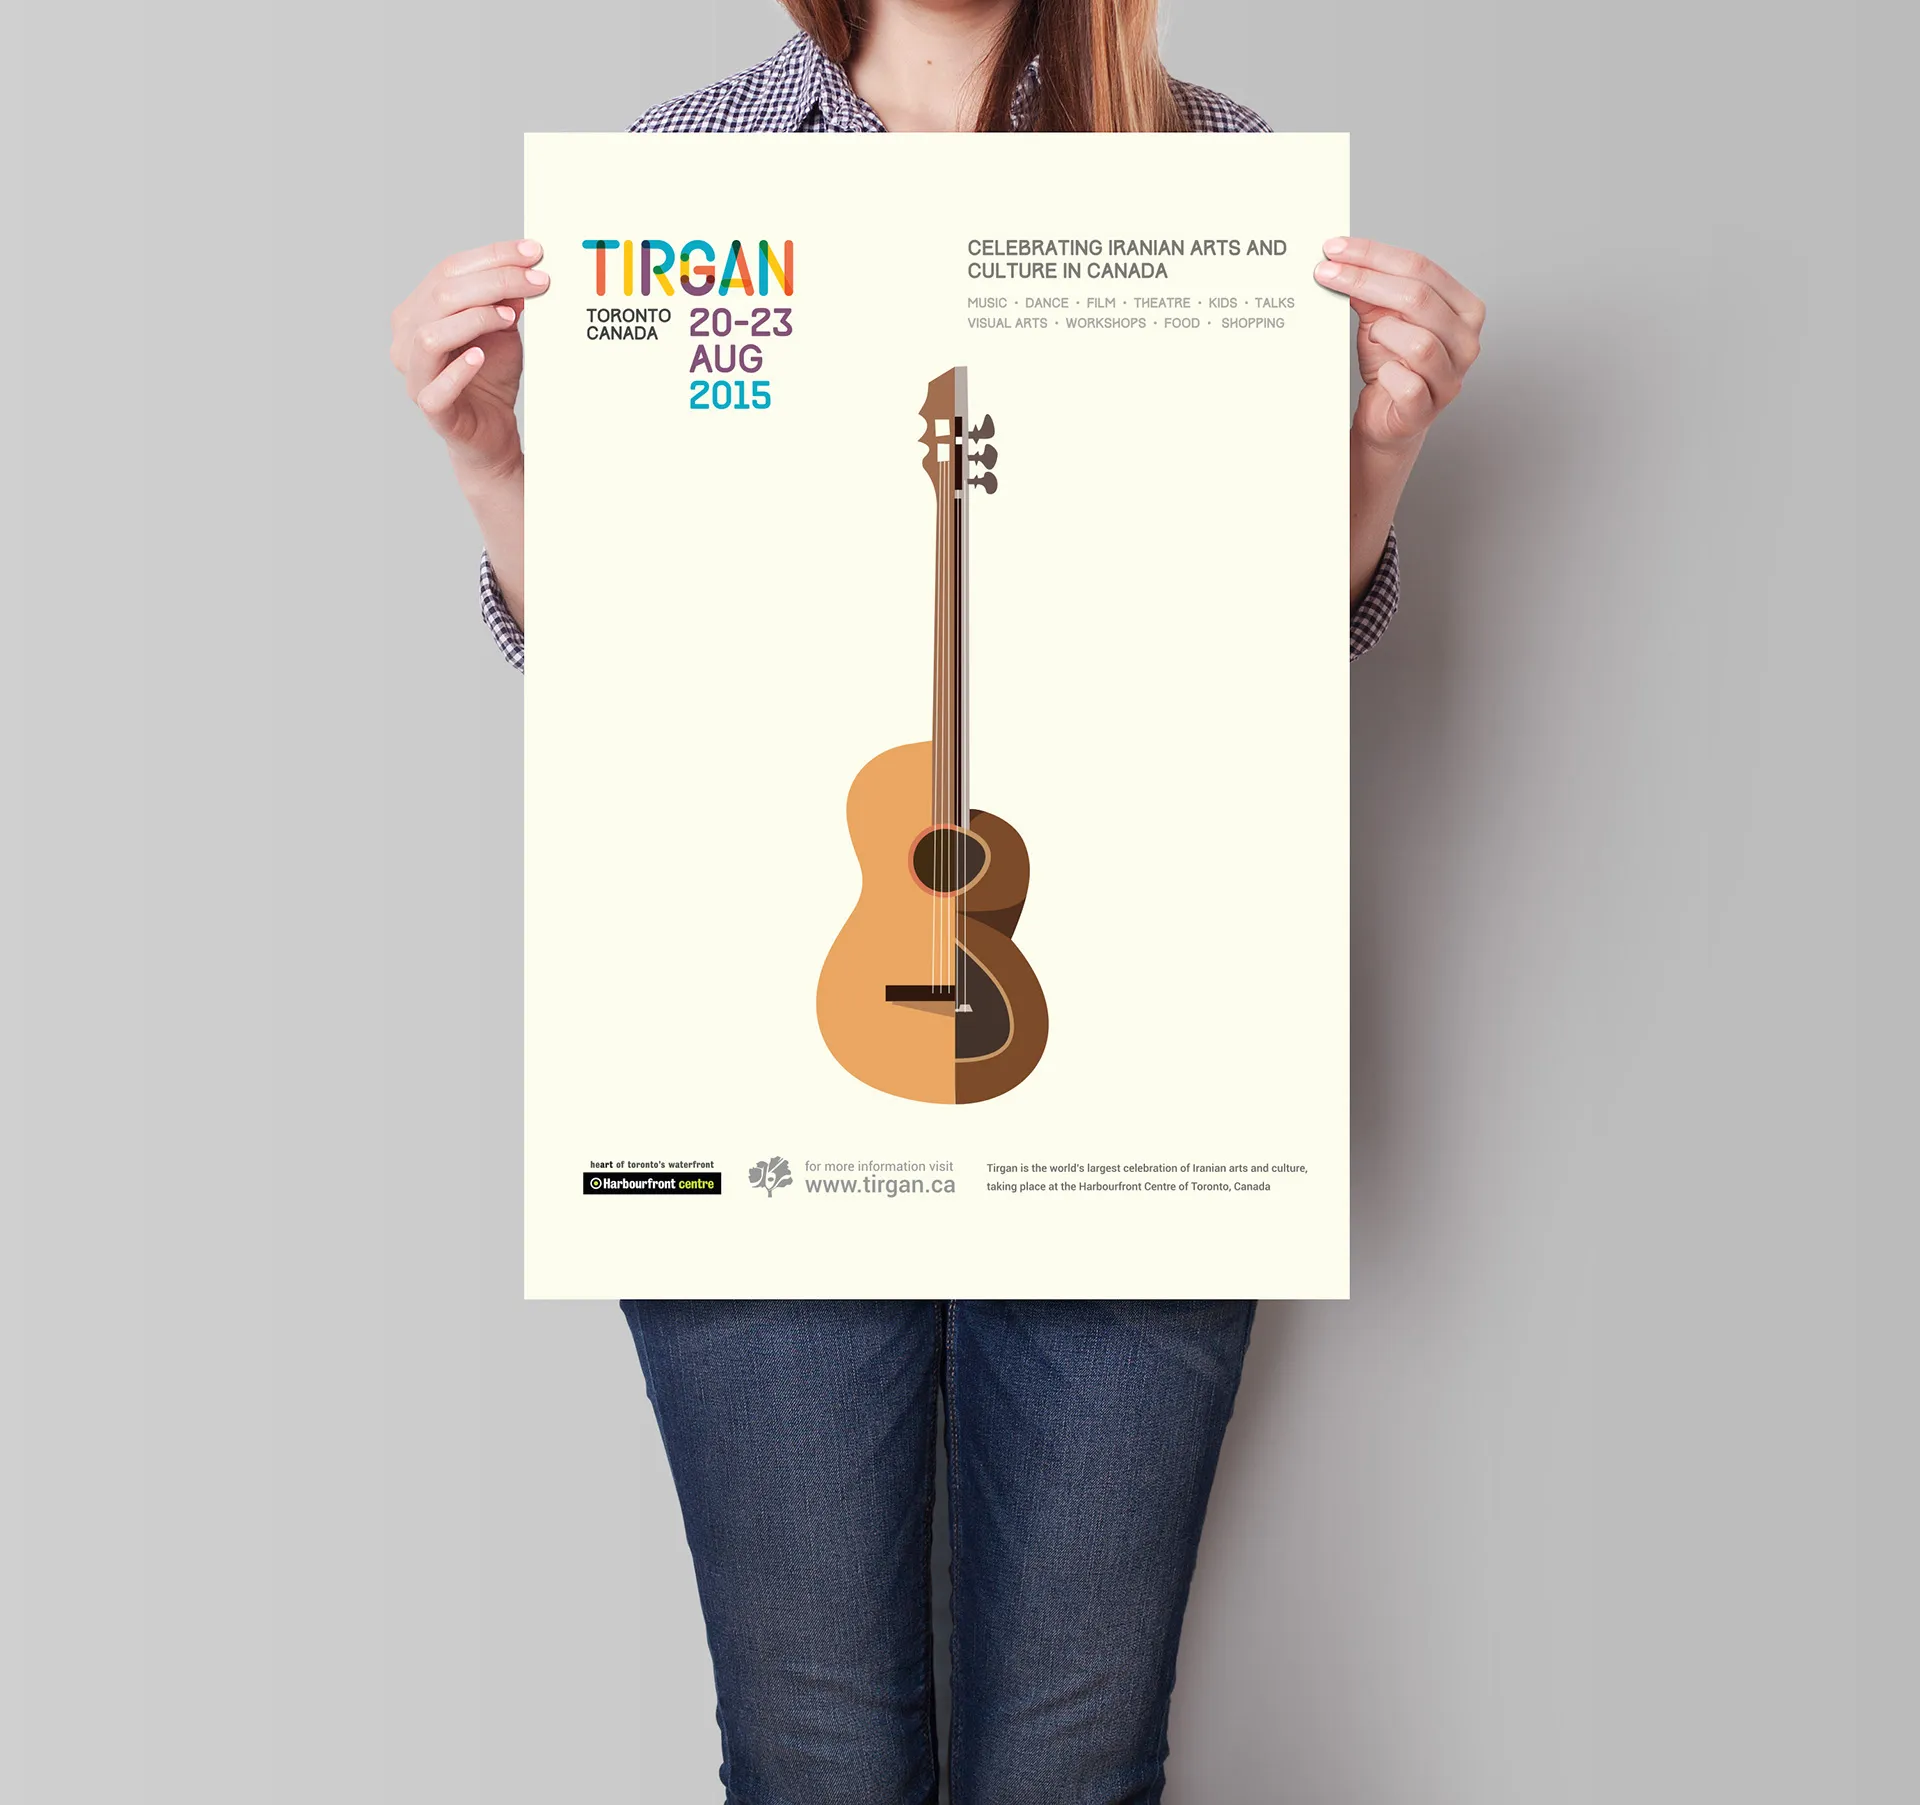 TIRGAN
TORONTO
CANADA
20-23
AUG
2015
CELEBRATING IRANIAN ARTS AND
CULTURE IN CANADA
MUSIC · DANCE · FILM · THEATRE · KIDS · TALKS
VISUAL ARTS · WORKSHOPS · FOOD · SHOPPING
heart of toronto's waterfront
Harbourfront centre
for more information visit
www.tirgan.ca
Tirgan is the world's largest celebration of Iranian arts and culture,
taking place at the Harbourfront Centre of Toronto, Canada